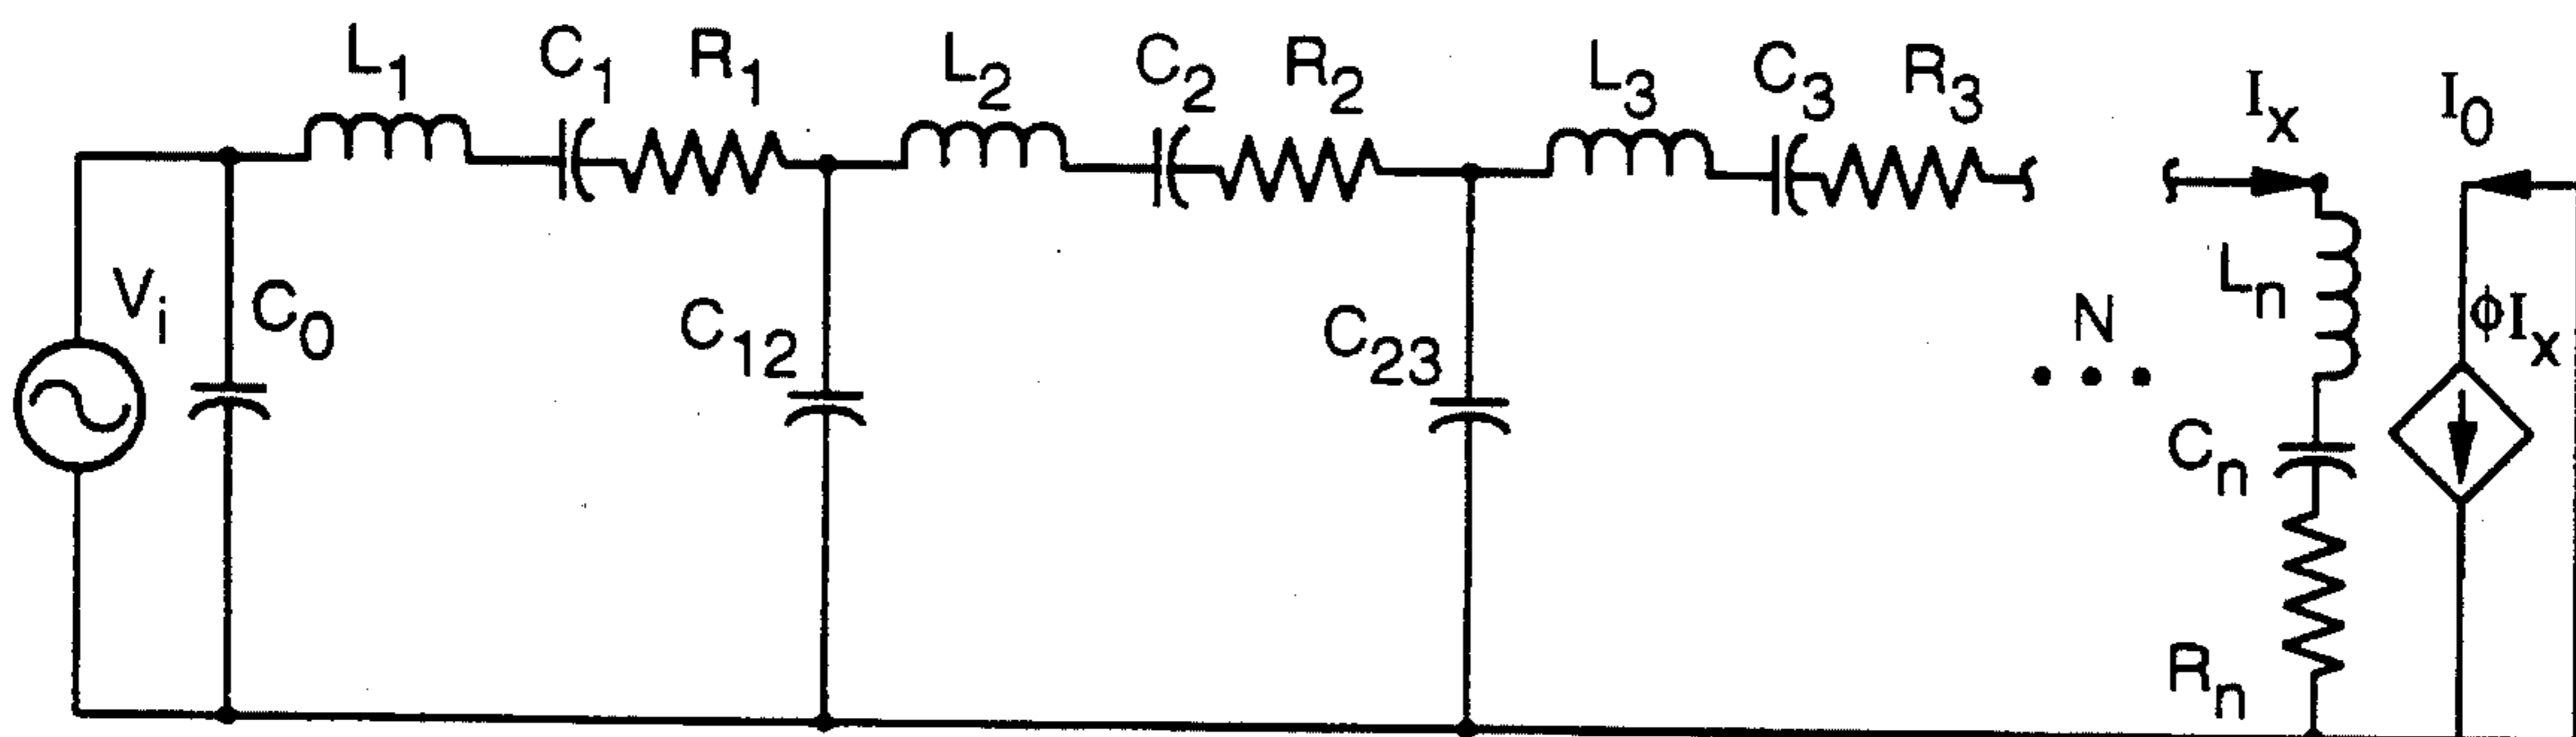 L1 C1 R1 L2 C2 R2 L3 C3 R3 Ix I0
Vi C0 C12 C23 N Ln ϕIx
Cn
Rn